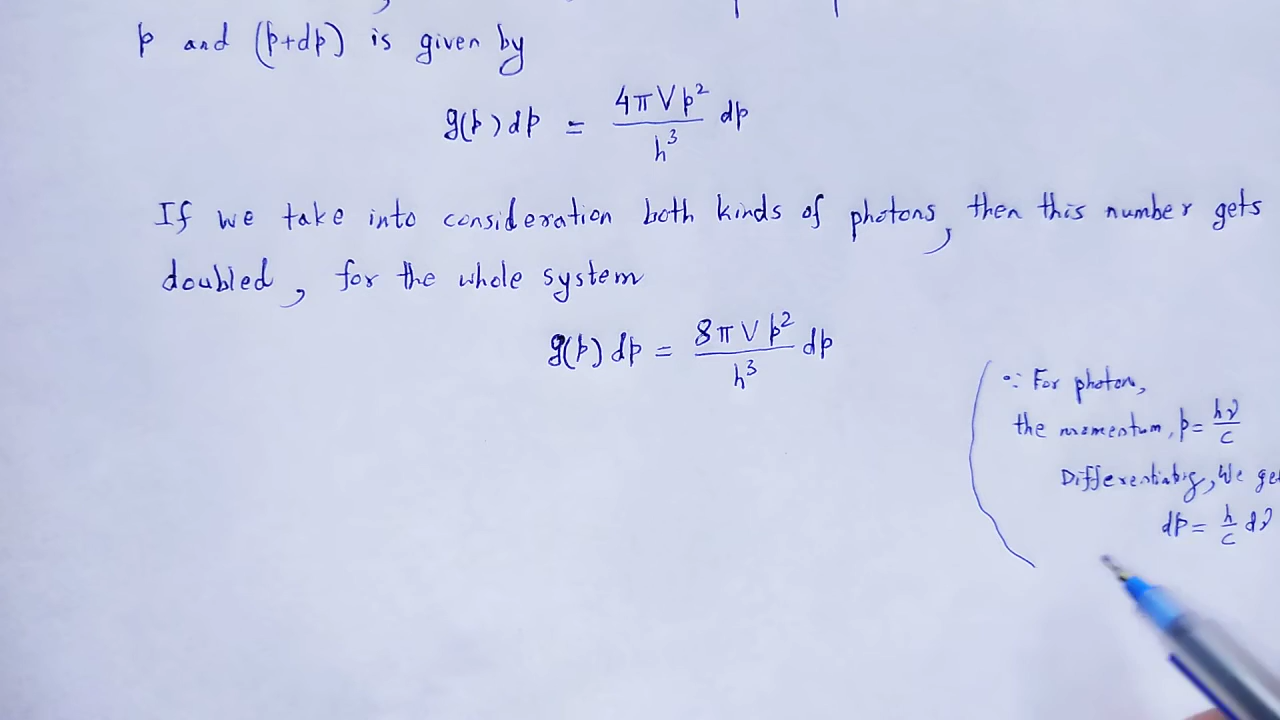 p and (p+dp) is given by
g(p)dp = 4πVp²/h³ dp
If we take into consideration both kinds of photons, then this number gets
doubled, for the whole system
g(p)dp = 8πVp²/h³ dp
∵ For photon,
the momentum, p = hν/c
Differentiating, We get
dp = h/c dν